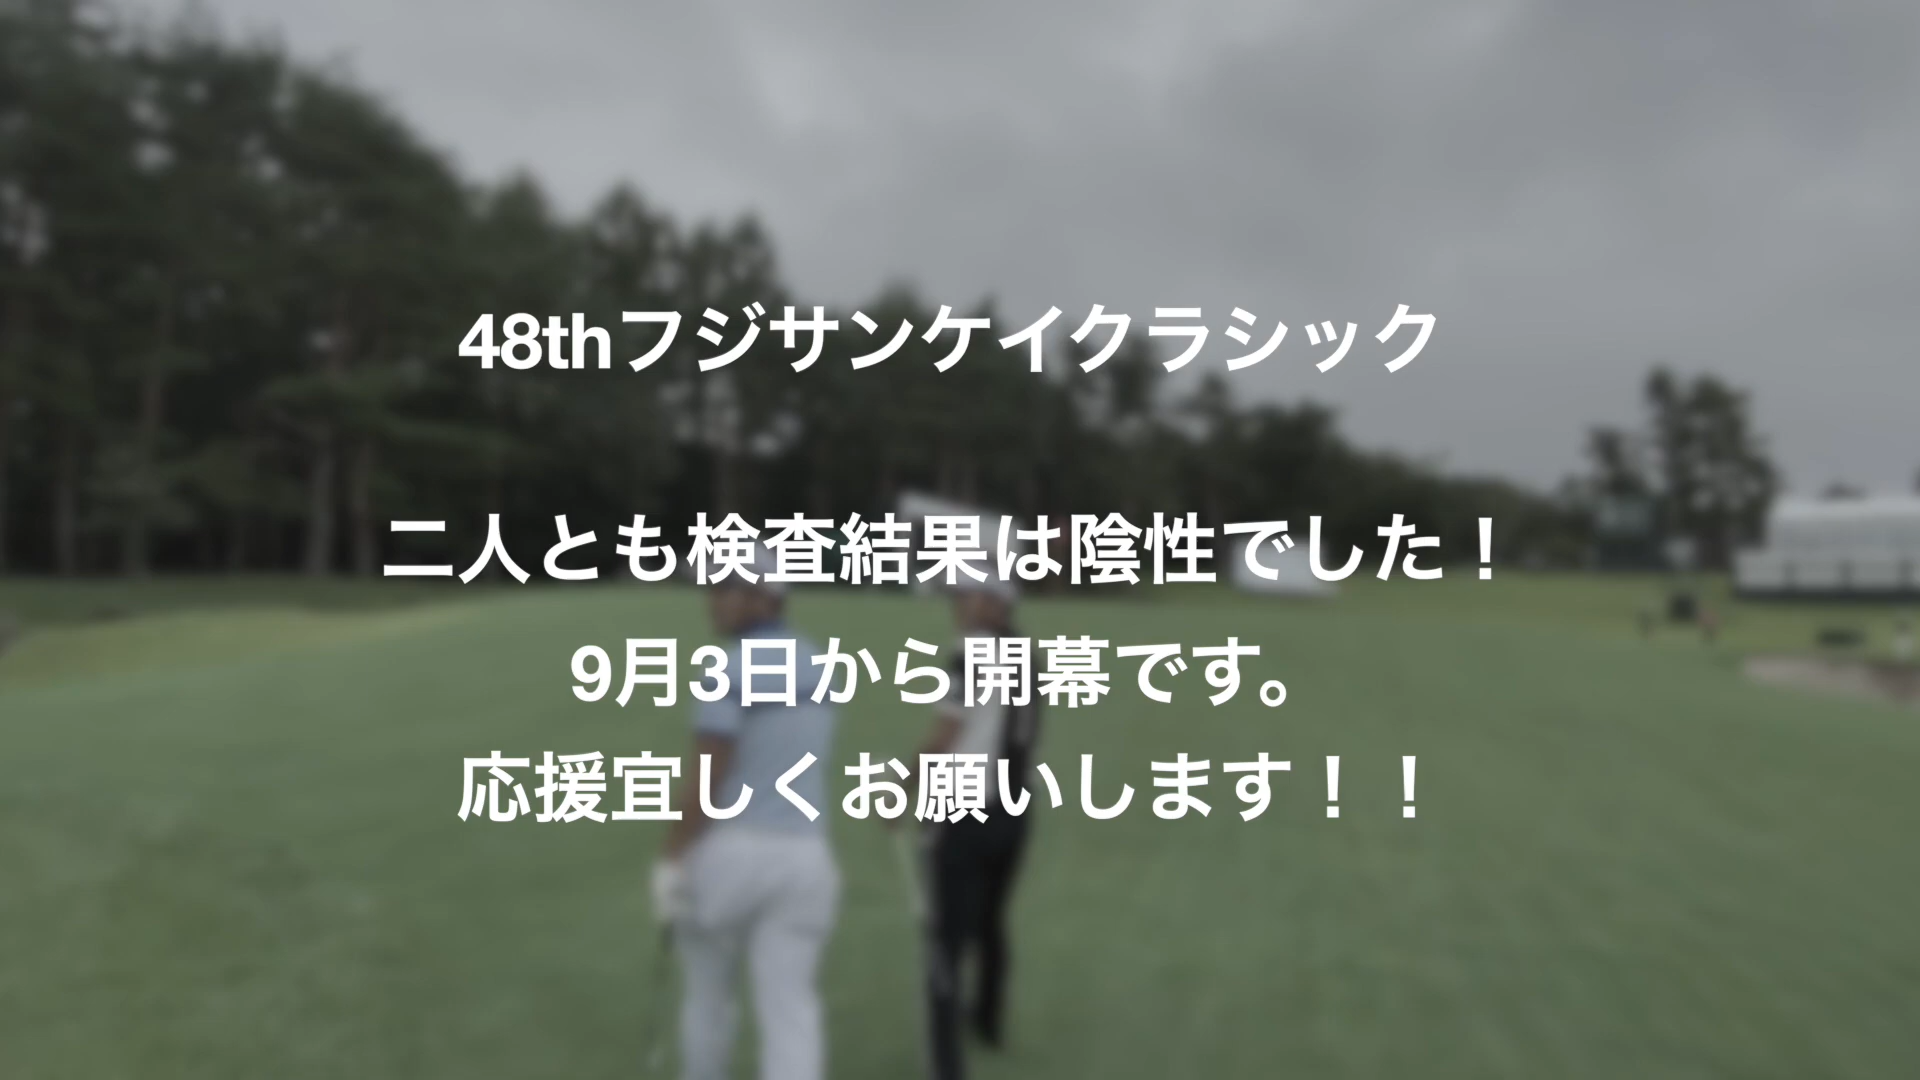 48thフジサンケイクラシック
二人とも検査結果は陰性でした！
9月3日から開幕です。
応援宜しくお願いします！！